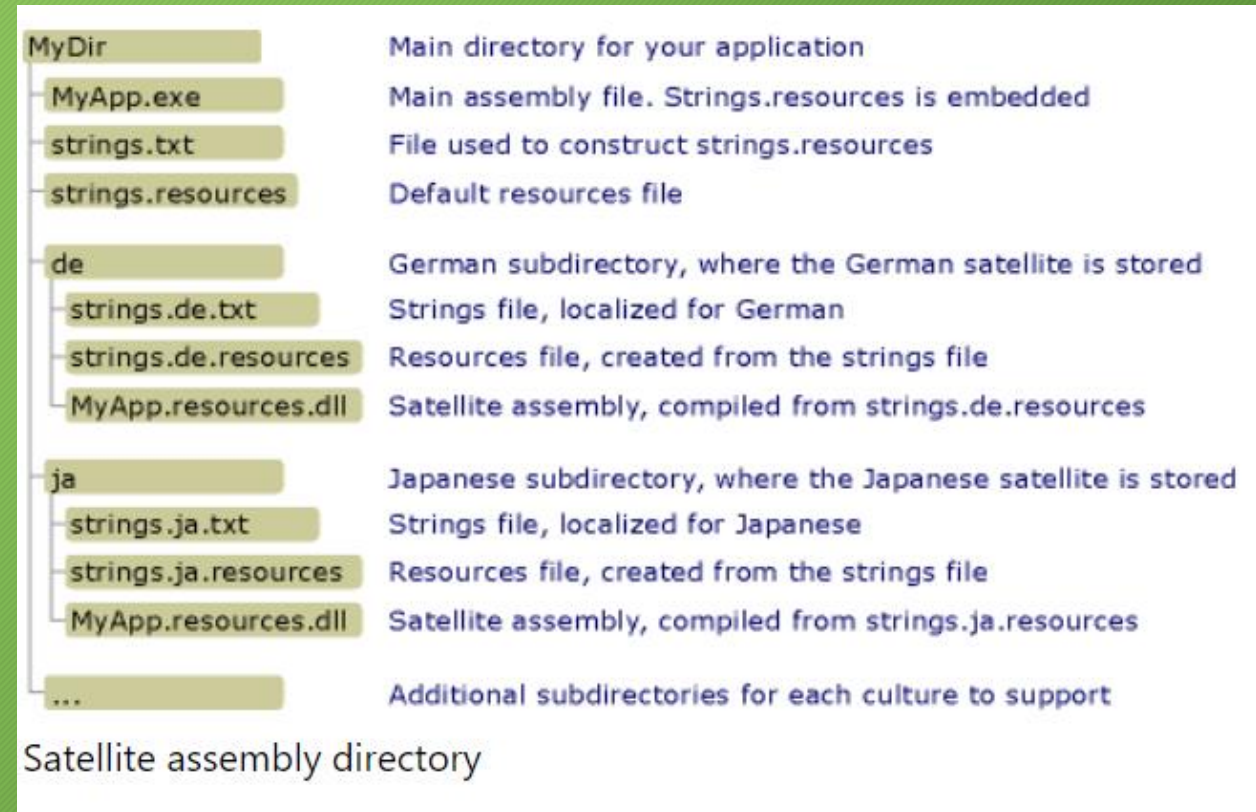 MyDir Main directory for your application
MyApp.exe Main assembly file. Strings.resources is embedded
strings.txt File used to construct strings.resources
strings.resources Default resources file
de German subdirectory, where the German satellite is stored
strings.de.txt Strings file, localized for German
strings.de.resources Resources file, created from the strings file
MyApp.resources.dll Satellite assembly, compiled from strings.de.resources
ja Japanese subdirectory, where the Japanese satellite is stored
strings.ja.txt Strings file, localized for Japanese
strings.ja.resources Resources file, created from the strings file
MyApp.resources.dll Satellite assembly, compiled from strings.ja.resources
... Additional subdirectories for each culture to support
Satellite assembly directory